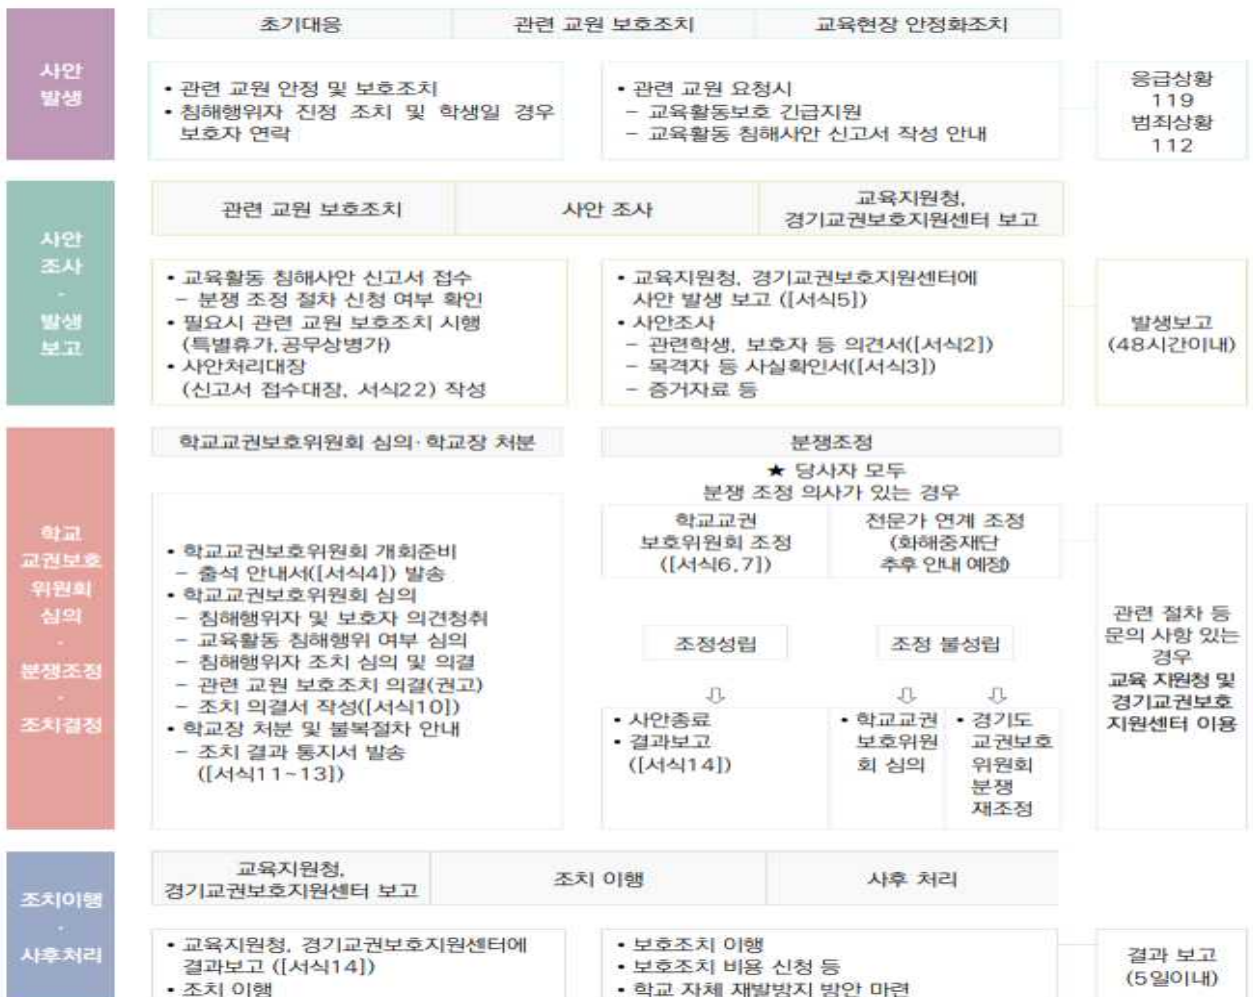 사안
발생
초기대응
관련 교원 보호조치
교육현장 안정화조치
• 관련 교원 안정 및 보호조치
• 침해행위자 진정 조치 및 학생일 경우
보호자 연락
• 관련 교원 요청시
– 교육활동보호 긴급지원
– 교육활동 침해사안 신고서 작성 안내
응급상황
119
범죄상황
112
사안
조사
·
발생
보고
관련 교원 보호조치
사안 조사
교육지원청,
경기교권보호지원센터 보고
• 교육활동 침해사안 신고서 접수
– 분쟁 조정 절차 신청 여부 확인
• 필요시 관련 교원 보호조치 시행
(특별휴가,공무상병가)
• 사안처리대장
(신고서 접수대장, 서식22) 작성
• 교육지원청, 경기교권보호지원센터에
사안 발생 보고 ([서식5])
• 사안조사
– 관련학생, 보호자 등 의견서([서식2])
– 목격자 등 사실확인서([서식3])
– 증거자료 등
발생보고
(48시간이내)
학교
교권보호
위원회
심의
·
분쟁조정
·
조치결정
학교교권보호위원회 심의·학교장 처분
• 학교교권보호위원회 개회준비
– 출석 안내서([서식4]) 발송
• 학교교권보호위원회 심의
– 침해행위자 및 보호자 의견청취
– 교육활동 침해행위 여부 심의
– 침해행위자 조치 심의 및 의결
– 관련 교원 보호조치 의결(권고)
– 조치 의결서 작성([서식10])
• 학교장 처분 및 불복절차 안내
– 조치 결과 통지서 발송
([서식11~13])
분쟁조정
★ 당사자 모두
분쟁 조정 의사가 있는 경우
학교교권
보호위원회 조정
([서식6,7])
전문가 연계 조정
(화해중재단
추후 안내 예정)
조정성립
조정 불성립
⇩
⇩
⇩
• 사안종료
• 결과보고
([서식14])
• 학교교권
보호위원
회 심의
• 경기도
교권보호
위원회
분쟁
재조정
관련 절차 등
문의 사항 있는
경우
교육 지원청 및
경기교권보호
지원센터 이용
조치이행
·
사후처리
교육지원청,
경기교권보호지원센터 보고
조치 이행
사후 처리
• 교육지원청, 경기교권보호지원센터에
결과보고 ([서식14])
• 조치 이행
• 보호조치 이행
• 보호조치 비용 신청 등
• 학교 자체 재발방지 방안 마련
결과 보고
(5일이내)